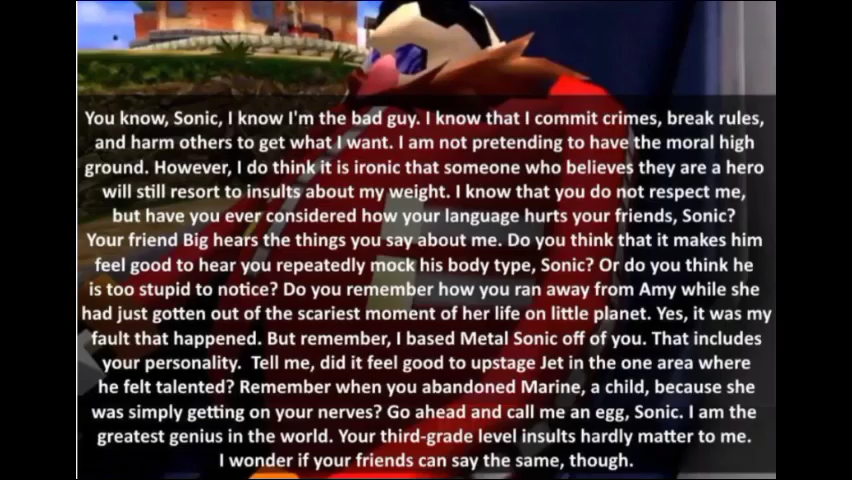 You know, Sonic, I know I'm the bad guy. I know that I commit crimes, break rules,
and harm others to get what I want. I am not pretending to have the moral high
ground. However, I do think it is ironic that someone who believes they are a hero
will still resort to insults about my weight. I know that you do not respect me,
but have you ever considered how your language hurts your friends, Sonic?
Your friend Big hears the things you say about me. Do you think that it makes him
feel good to hear you repeatedly mock his body type, Sonic? Or do you think he
is too stupid to notice? Do you remember how you ran away from Amy while she
had just gotten out of the scariest moment of her life on little planet. Yes, it was my
fault that happened. But remember, I based Metal Sonic off of you. That includes
your personality. Tell me, did it feel good to upstage Jet in the one area where
he felt talented? Remember when you abandoned Marine, a child, because she
was simply getting on your nerves? Go ahead and call me an egg, Sonic. I am the
greatest genius in the world. Your third-grade level insults hardly matter to me.
I wonder if your friends can say the same, though.